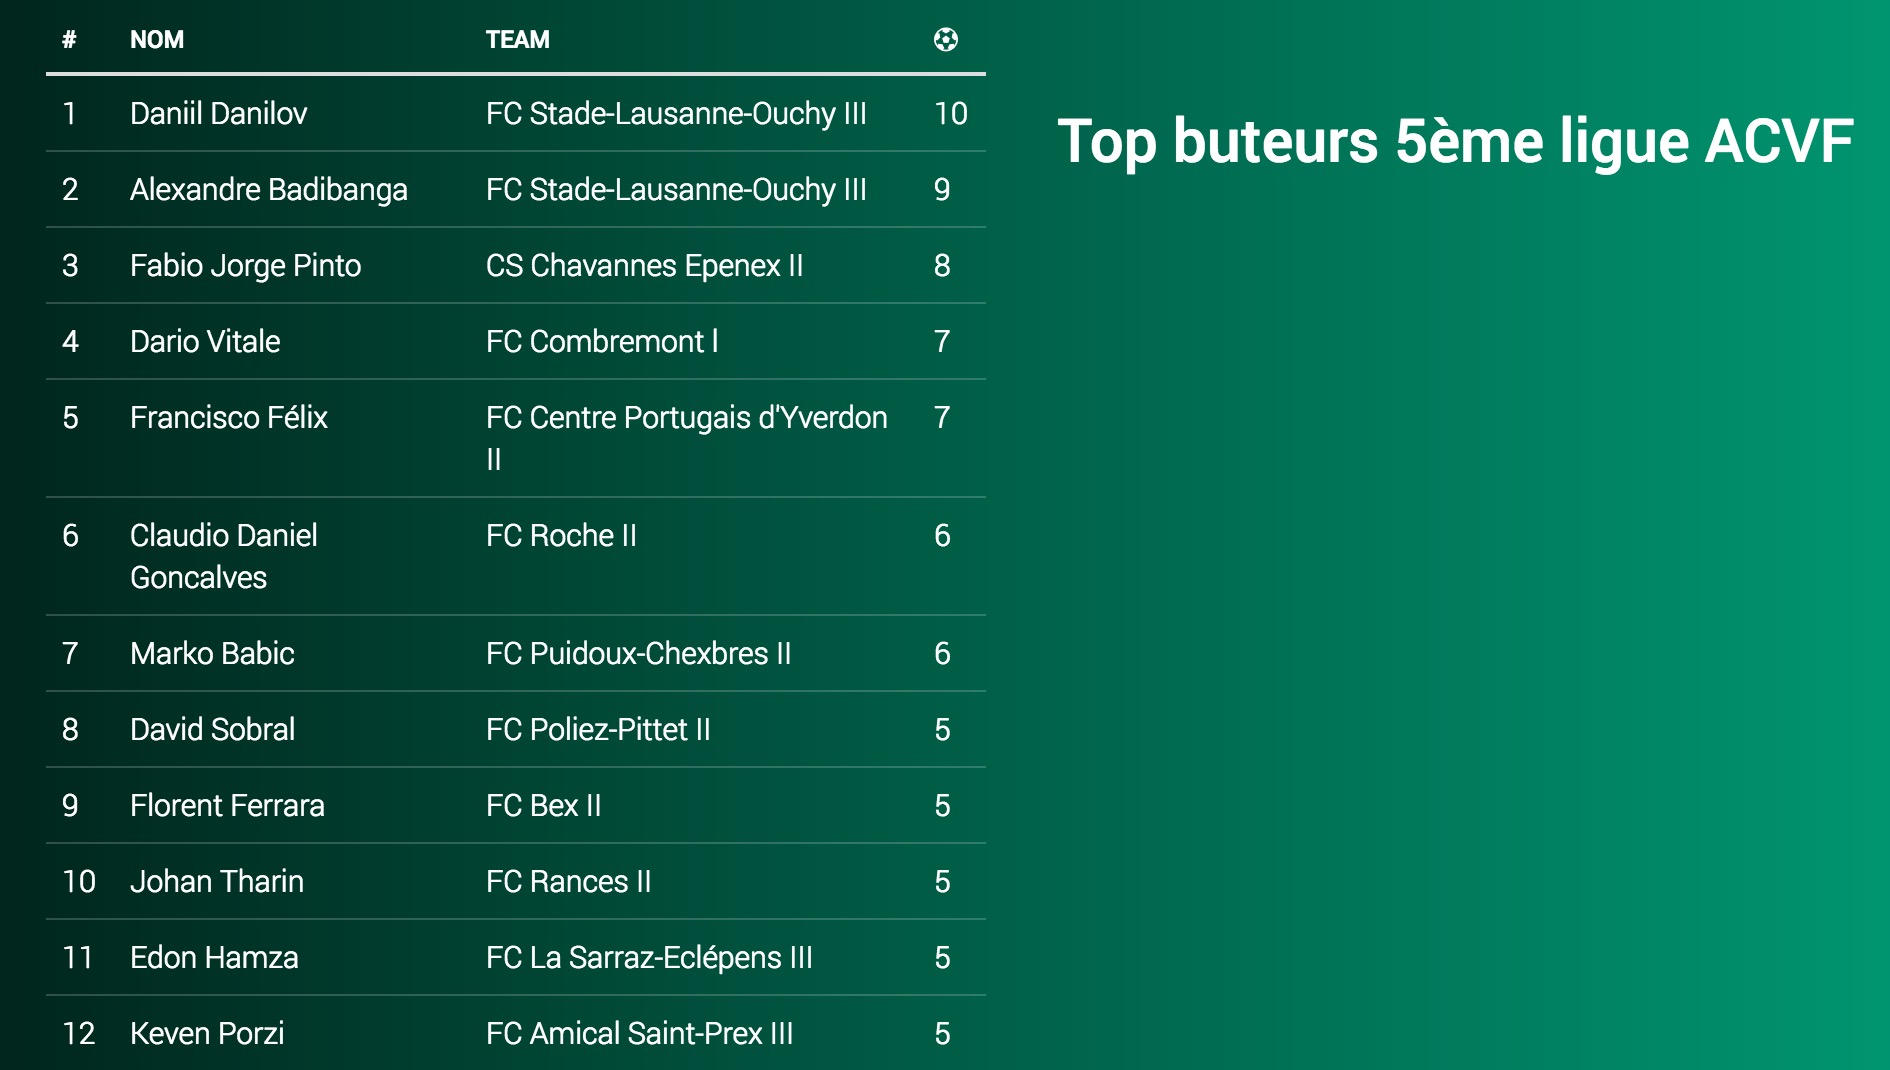 # NOM TEAM
1 Daniil Danilov FC Stade-Lausanne-Ouchy III 10
Top buteurs 5ème ligue ACVF
2 Alexandre Badibanga FC Stade-Lausanne-Ouchy III 9
3 Fabio Jorge Pinto CS Chavannes Epenex II 8
4 Dario Vitale FC Combremont l 7
5 Francisco Félix FC Centre Portugais d'Yverdon 7
II
6 Claudio Daniel FC Roche II 6
Goncalves
7 Marko Babic FC Puidoux-Chexbres II 6
8 David Sobral FC Poliez-Pittet II 5
9 Florent Ferrara FC Bex II 5
10 Johan Tharin FC Rances II 5
11 Edon Hamza FC La Sarraz-Eclépens III 5
12 Keven Porzi FC Amical Saint-Prex III 5